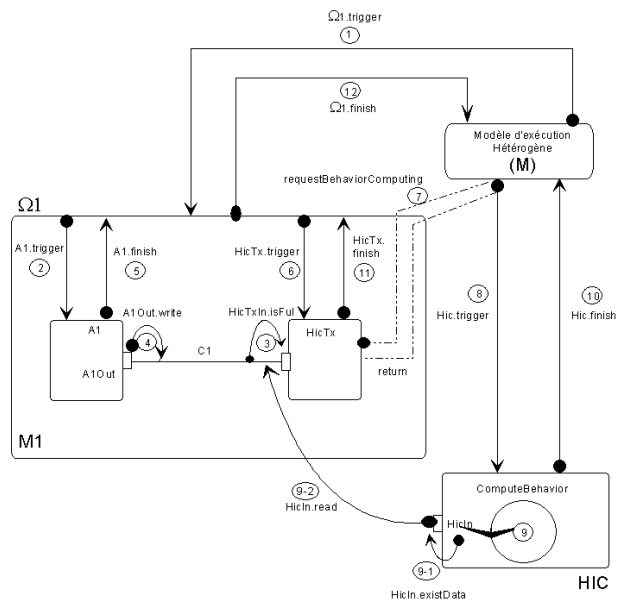 Ω1.trigger
1
12
Ω1.finish
Modèle d'exécution
Hétérogène
(M)
requestBehaviorComputing
7
Ω1
A1.trigger
2
A1.finish
5
HicTx.trigger
6
HicTx.
finish
11
8
Hic.trigger
10
Hic.finish
A1
A1Out.write
4
HicTxIn.isFul
3
HicTx
C1
A1Out
return
M1
9-2
HicIn.read
ComputeBehavior
HicIn
9
9-1
HIC
HicIn.existData